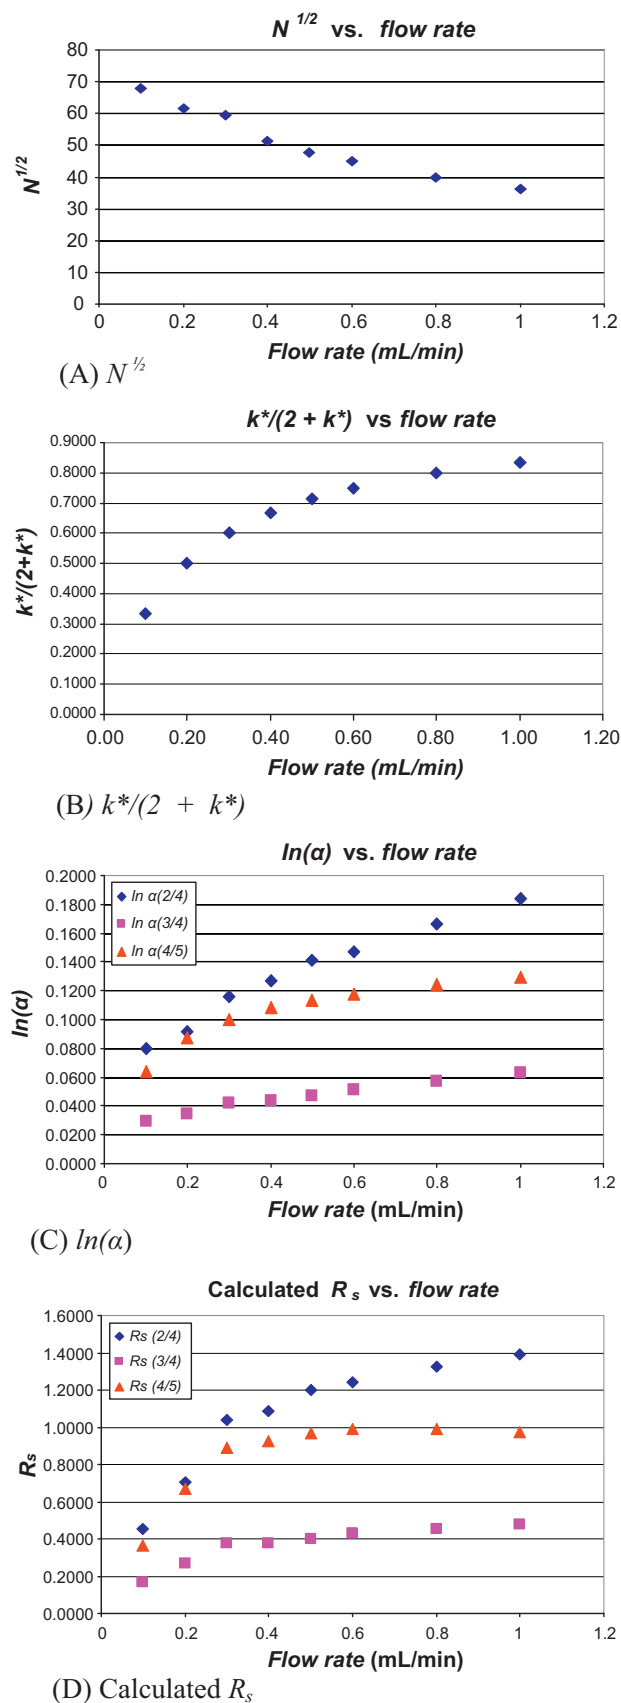 N 1/2 vs. flow rate
80
70
60
50
40
30
20
10
0
N1/2
0 0.2 0.4 0.6 0.8 1 1.2
Flow rate (mL/min)
(A) N ½
k*/(2 + k*) vs flow rate
0.9000
0.8000
0.7000
0.6000
0.5000
0.4000
0.3000
0.2000
0.1000
0.0000
k*/(2+k*)
0.00 0.20 0.40 0.60 0.80 1.00 1.20
Flow rate (mL/min)
(B) k*/(2 + k*)
ln(α) vs. flow rate
0.2000
0.1800
0.1600
0.1400
0.1200
0.1000
0.0800
0.0600
0.0400
0.0200
0.0000
ln(α)
ln α(2/4)
ln α(3/4)
ln α(4/5)
0 0.2 0.4 0.6 0.8 1 1.2
Flow rate (mL/min)
(C) ln(α)
Calculated R s vs. flow rate
1.6000
1.4000
1.2000
1.0000
0.8000
0.6000
0.4000
0.2000
0.0000
Rs
Rs (2/4)
Rs (3/4)
Rs (4/5)
0 0.2 0.4 0.6 0.8 1 1.2
Flow rate (mL/min)
(D) Calculated Rs